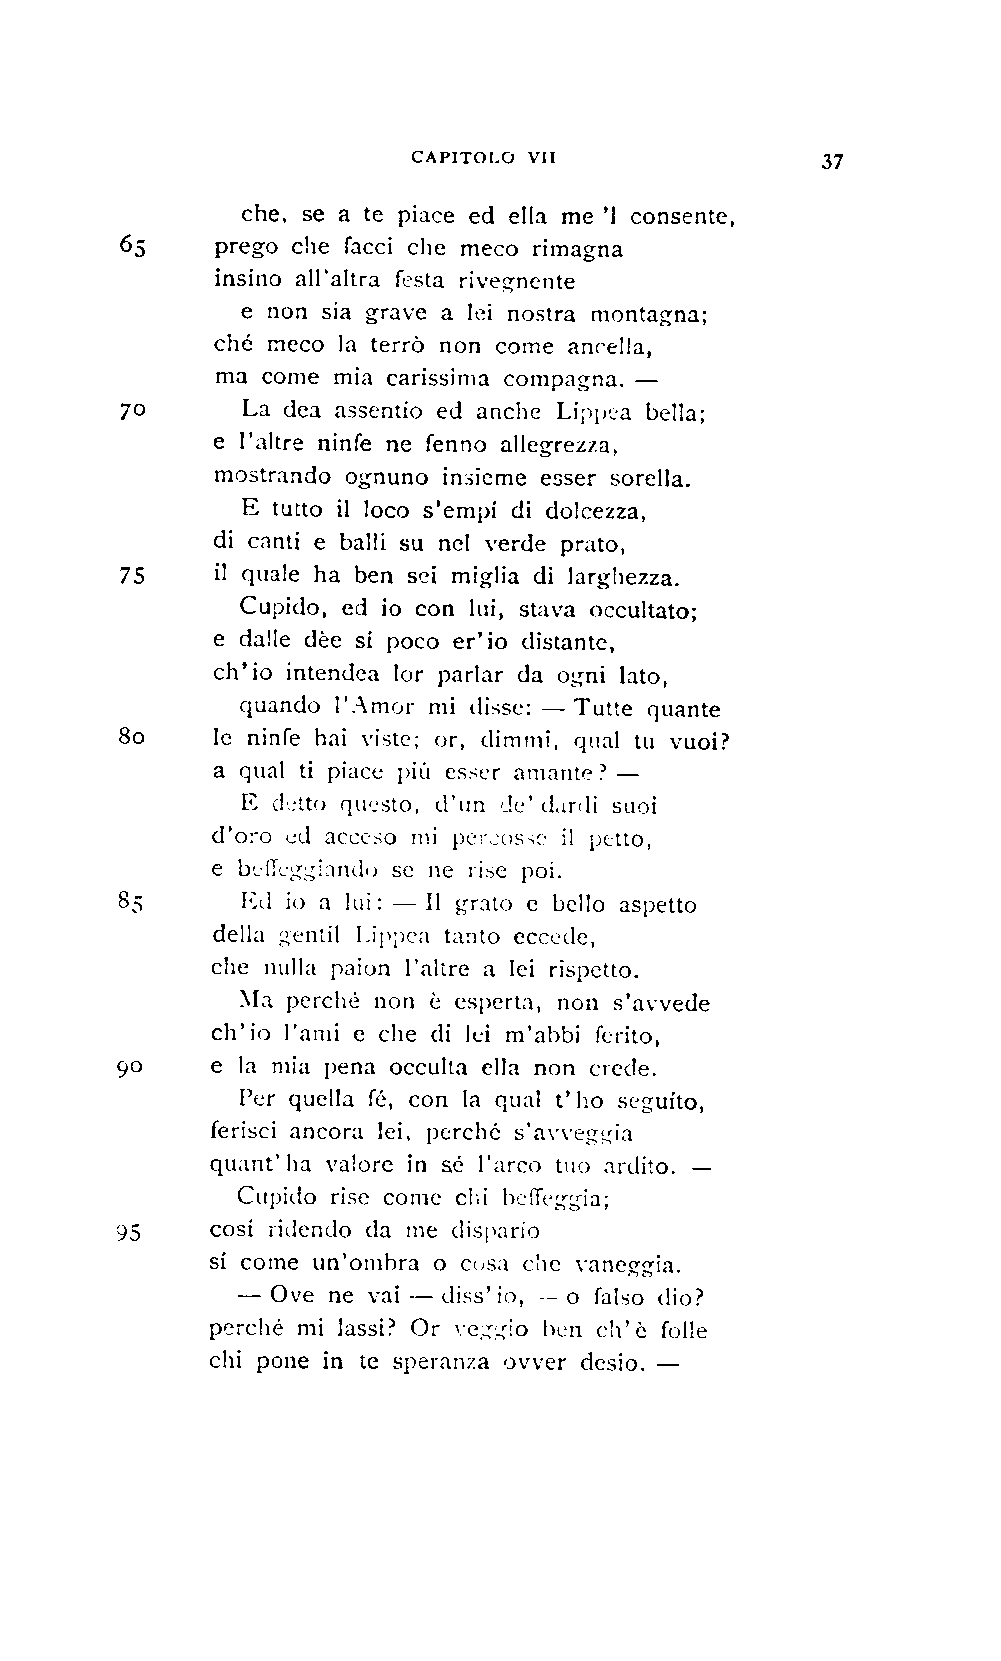 CAPITOLO VII 37
che, se a te piace ed ella me 'l consente,
65 prego che facci che meco rimagna
insino all'altra festa rivegnente
e non sia grave a lei nostra montagna;
ché meco la terrò non come ancella,
ma come mia carissima compagna. —
70 La dea assentio ed anche Lippea bella;
e l'altre ninfe ne fenno allegrezza,
mostrando ognuno insieme esser sorella.
E tutto il loco s'empí di dolcezza,
di canti e balli su nel verde prato,
75 il quale ha ben sei miglia di larghezza.
Cupido, ed io con lui, stava occultato;
e dalle dèe sí poco er'io distante,
ch'io intendea lor parlar da ogni lato,
quando l'Amor mi disse: — Tutte quante
80 le ninfe hai viste; or, dimmi, qual tu vuoi?
a qual ti piace piú esser amante? —
E detto questo, d'un de' dardi suoi
d'oro ed acceso mi percosse il petto,
e beffeggiando se ne rise poi.
85 Ed io a lui: — Il grato e bello aspetto
della gentil Lippea tanto eccede,
che nulla paion l'altre a lei rispetto.
Ma perché non è esperta, non s'avvede
ch'io l'ami e che di lei m'abbi ferito,
90 e la mia pena occulta ella non crede.
Per quella fé, con la qual t'ho seguíto,
ferisci ancora lei, perché s'avveggia
quant'ha valore in sé l'arco tuo ardito. —
Cupido rise come chi beffeggia;
95 cosí ridendo da me disparío
sí come un'ombra o cosa che vaneggia.
— Ove ne vai — diss'io, — o falso dio?
perché mi lassi? Or veggio ben ch'è folle
chi pone in te speranza ovver desio. —